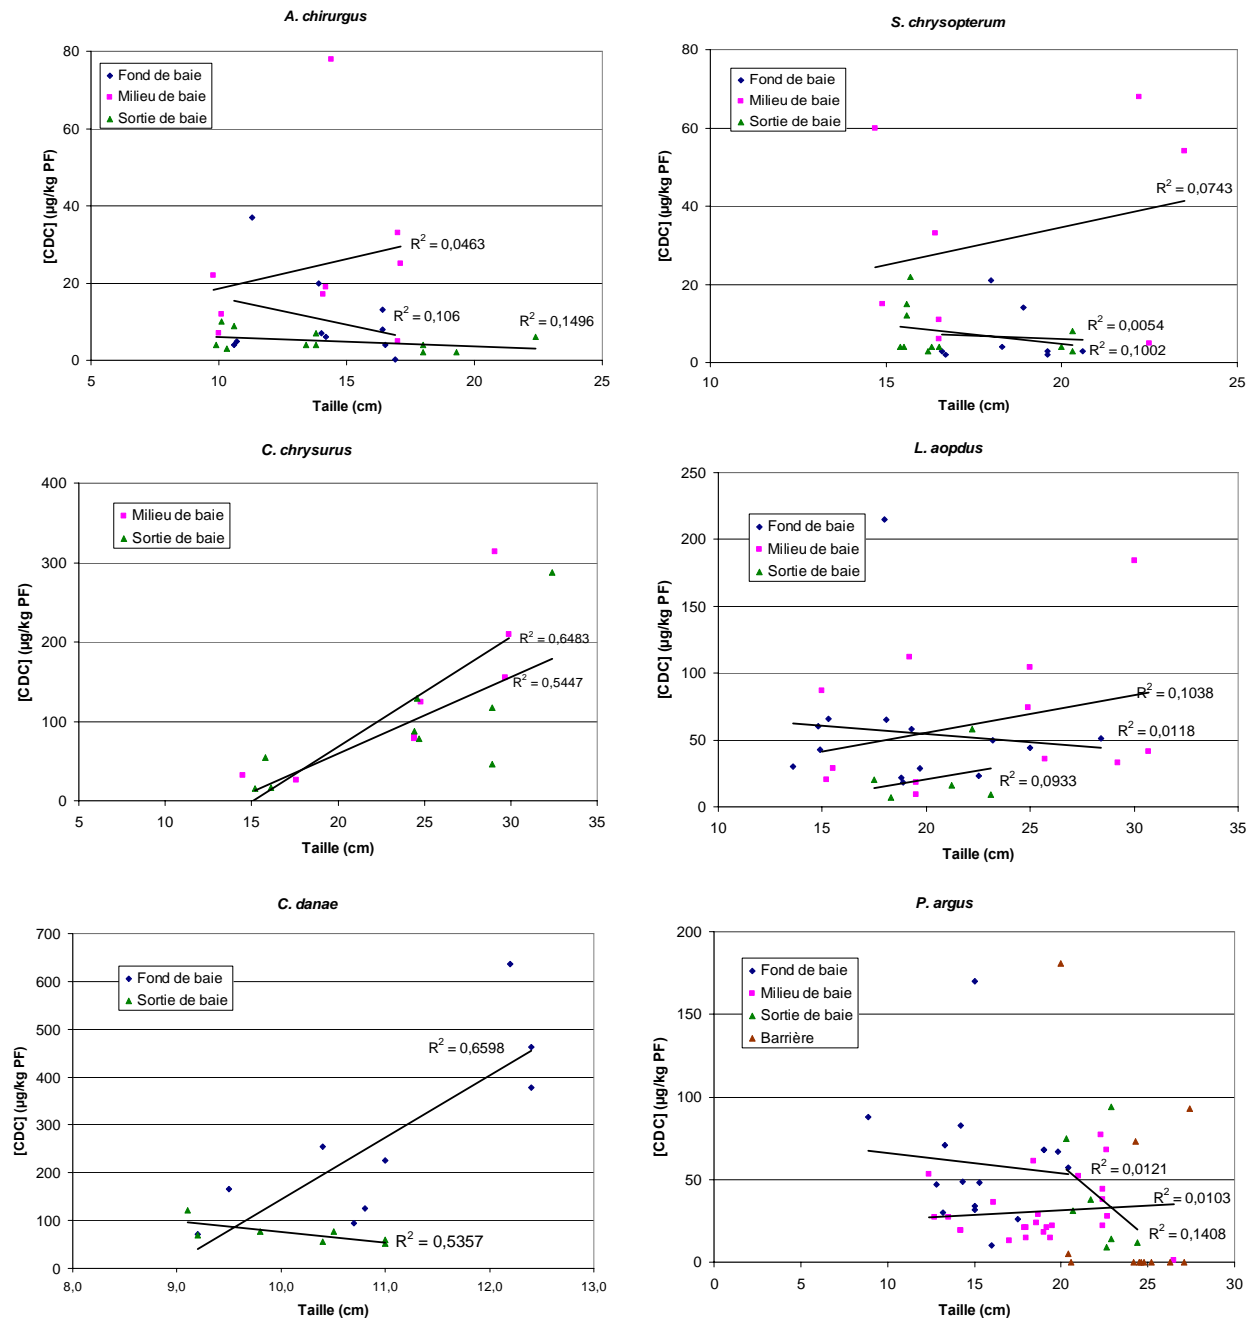 A. chirurgus
80
60
40
20
0
[CDC] (µg/kg PF)
Fond de baie
Milieu de baie
Sortie de baie
R² = 0,0463
R² = 0,106
R² = 0,1496
5 10 15 20 25
Taille (cm)
S. chrysopterum
80
60
40
20
0
[CDC] (µg/kg PF)
Fond de baie
Milieu de baie
Sortie de baie
R² = 0,0743
R² = 0,0054
R² = 0,1002
10 15 20 25
Taille (cm)
C. chrysurus
400
300
200
100
0
[CDC] (µg/kg PF)
Milieu de baie
Sortie de baie
R² = 0,6483
R² = 0,5447
5 10 15 20 25 30 35
Taille (cm)
L. aopdus
250
200
150
100
50
0
[CDC] (µg/kg PF)
Fond de baie
Milieu de baie
Sortie de baie
R² = 0,1038
R² = 0,0118
R² = 0,0933
10 15 20 25 30 35
Taille (cm)
C. danae
700
600
500
400
300
200
100
0
[CDC] (µg/kg PF)
Fond de baie
Sortie de baie
R² = 0,6598
R² = 0,5357
8,0 9,0 10,0 11,0 12,0 13,0
Taille (cm)
P. argus
200
150
100
50
0
[CDC] (µg/kg PF)
Fond de baie
Milieu de baie
Sortie de baie
Barrière
R² = 0,0121
R² = 0,0103
R² = 0,1408
0 5 10 15 20 25 30
Taille (cm)